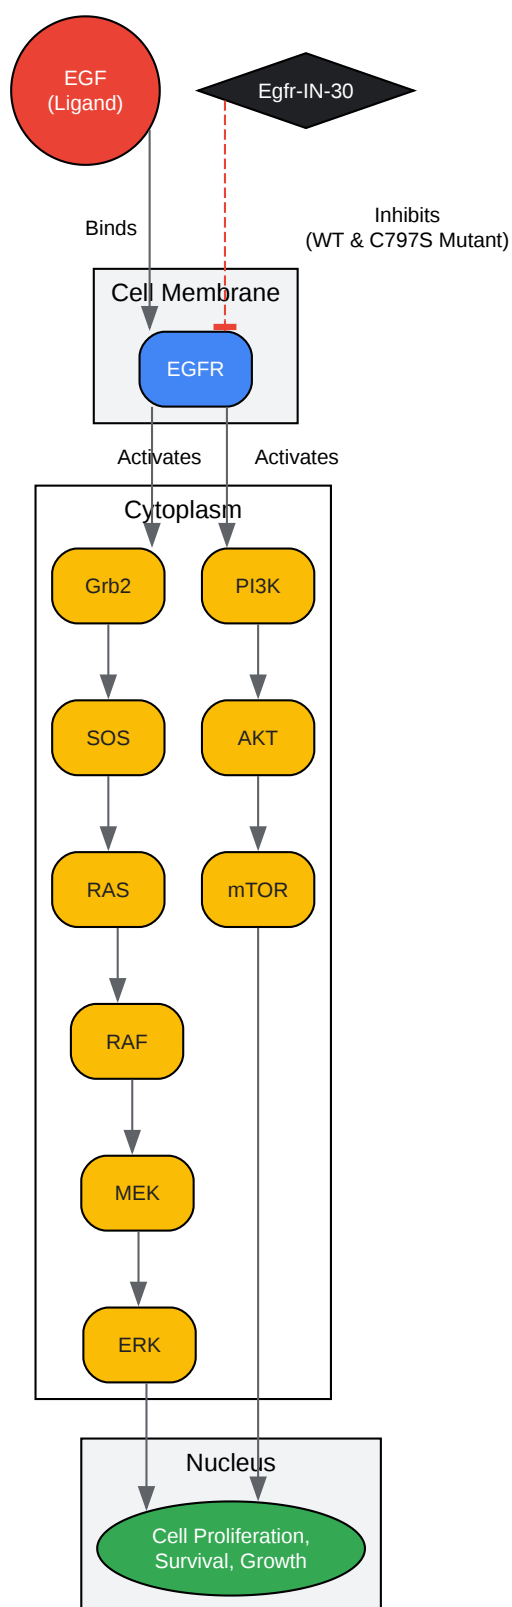 EGF
(Ligand)
Egfr-IN-30
Binds
Inhibits
(WT & C797S Mutant)
Cell Membrane
EGFR
Activates
Activates
Cytoplasm
Grb2
PI3K
SOS
AKT
RAS
mTOR
RAF
MEK
ERK
Nucleus
Cell Proliferation,
Survival, Growth